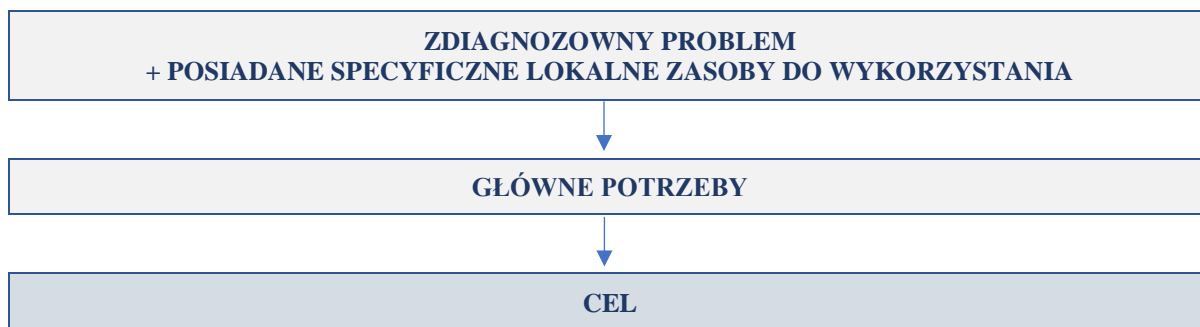 ZDIAGNOZOWNY PROBLEM
+ POSIADANE SPECYFICZNE LOKALNE ZASOBY DO WYKORZYSTANIA
GŁÓWNE POTRZEBY
CEL